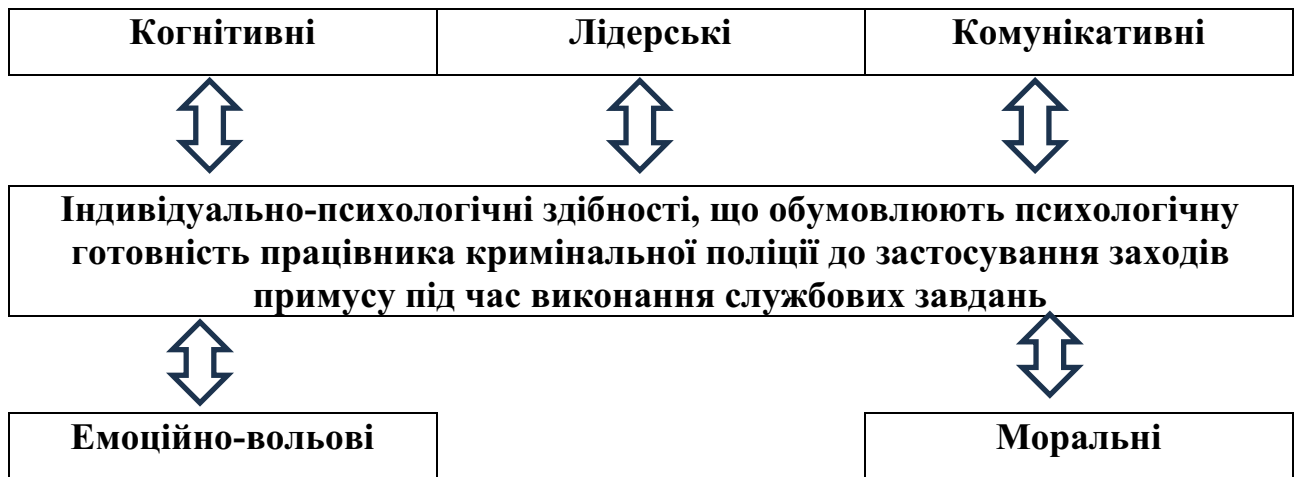 Когнітивні
Лідерські
Комунікативні
Індивідуально-психологічні здібності, що обумовлюють психологічну
готовність працівника кримінальної поліції до застосування заходів
примусу під час виконання службових завдань
Емоційно-вольові
Моральні